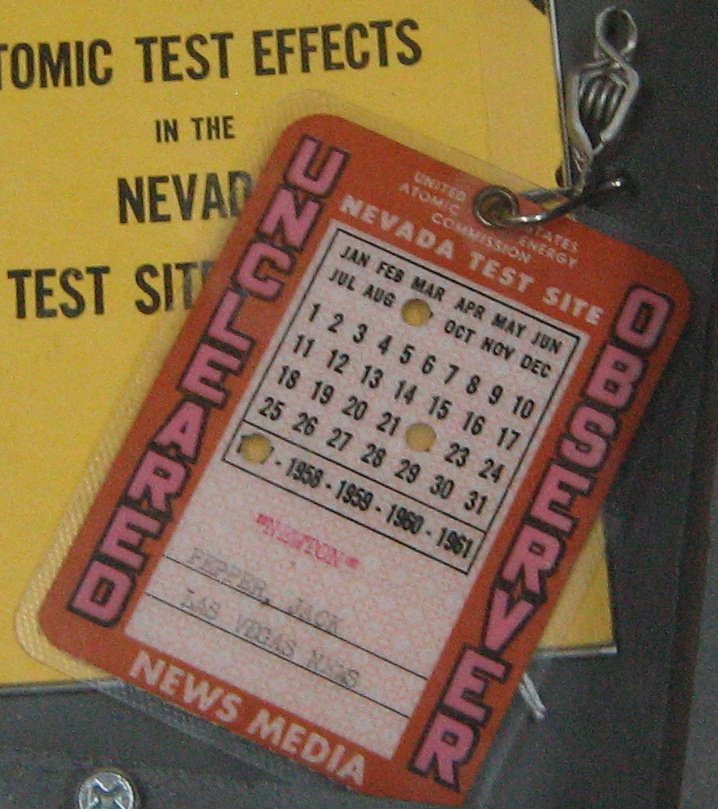 TOMIC TEST EFFECTS
IN THE
NEVAD
TEST SITE
UNCLEARED
OBSERVER
UNITED STATES
ATOMIC ENERGY
COMMISSION
NEVADA TEST SITE
JAN FEB MAR APR MAY JUN
JUL AUG OCT NOV DEC
1 2 3 4 5 6 7 8 9 10
11 12 13 14 15 16 17
18 19 20 21 23 24
25 26 27 28 29 30 31
- 1958 - 1959 - 1960 - 1961
"NEWTON"
PEPPER, JACK
LAS VEGAS NEWS
NEWS MEDIA